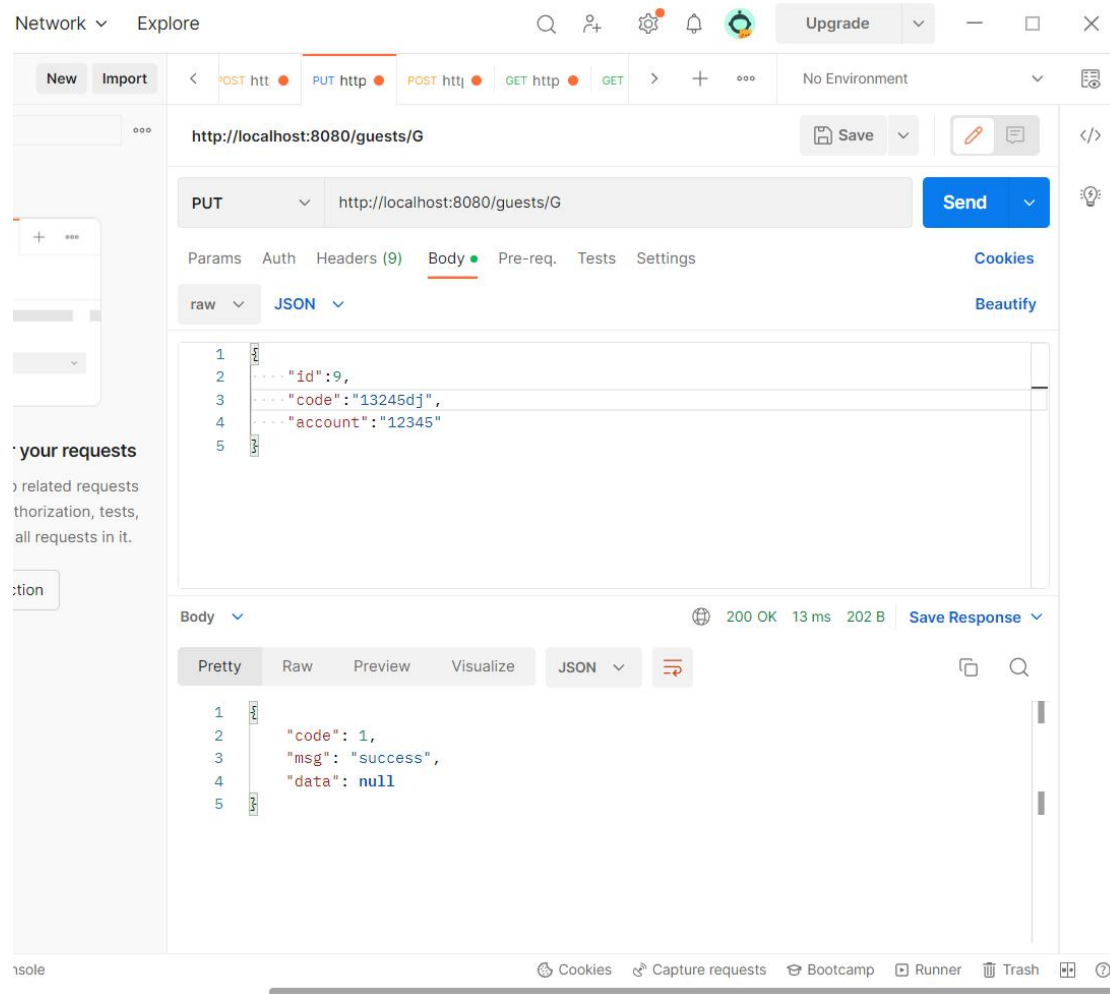 Network Explore Upgrade
New Import POST htt PUT http POST http GET http GET No Environment
http://localhost:8080/guests/G Save
PUT http://localhost:8080/guests/G Send
Params Auth Headers (9) Body Pre-req. Tests Settings Cookies
raw JSON Beautify
1 {
2 "id":9,
3 "code":"13245dj",
4 "account":"12345"
5 }
your requests
related requests
thorization, tests,
all requests in it.
ction
Body 200 OK 13 ms 202 B Save Response
Pretty Raw Preview Visualize JSON
1 {
2 "code": 1,
3 "msg": "success",
4 "data": null
5 }
nsole Cookies Capture requests Bootcamp Runner Trash